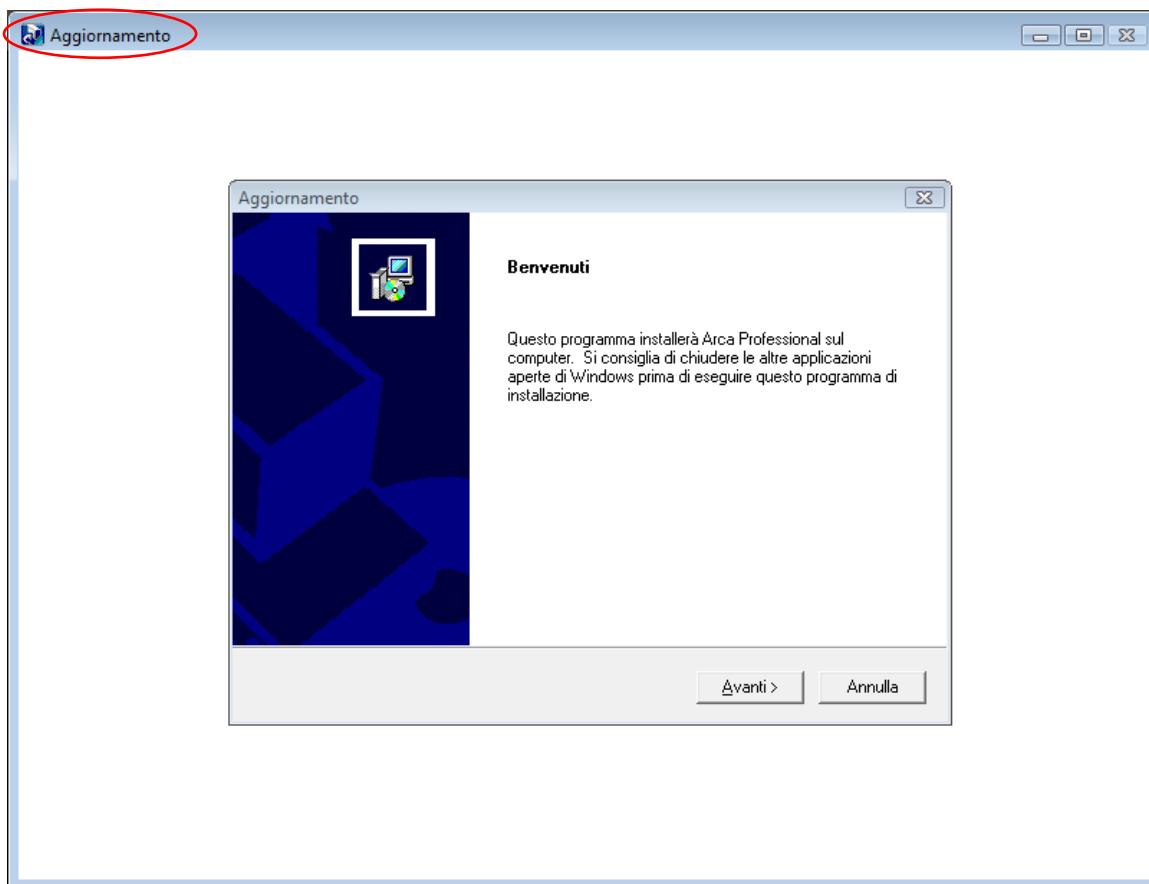 Aggiornamento
Aggiornamento
Benvenuti
Questo programma installerà Arca Professional sul
computer. Si consiglia di chiudere le altre applicazioni
aperte di Windows prima di eseguire questo programma di
installazione.
Avanti >
Annulla